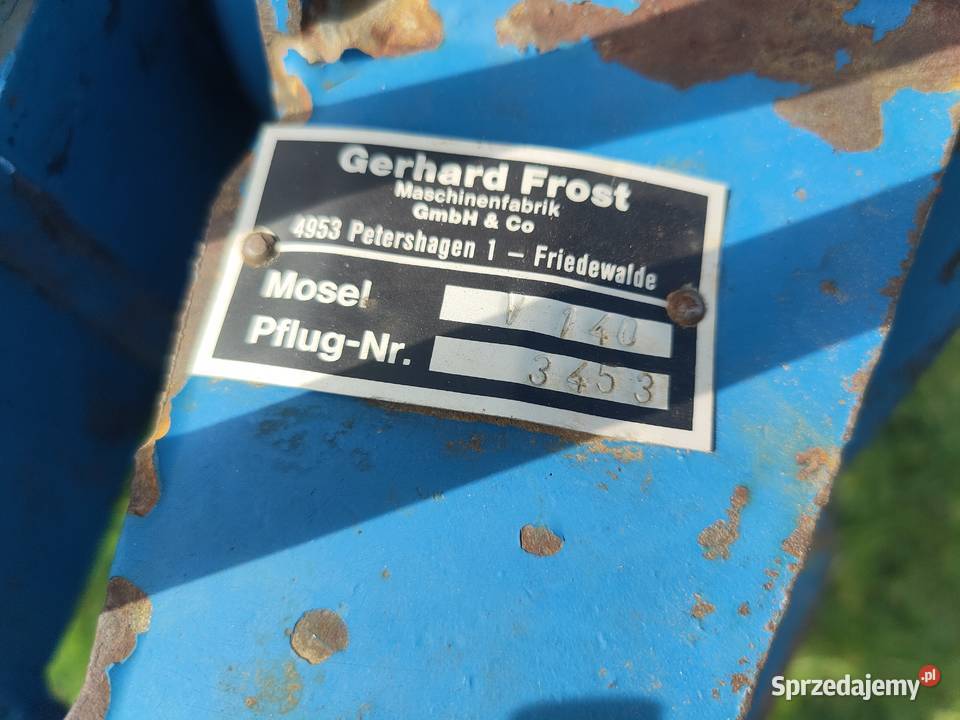 Gerhard Frost
Maschinenfabrik
GmbH & Co
4953 Petershagen 1 – Friedewalde
Mosel V 140
Pflug-Nr. 3453
Sprzedajemy.pl